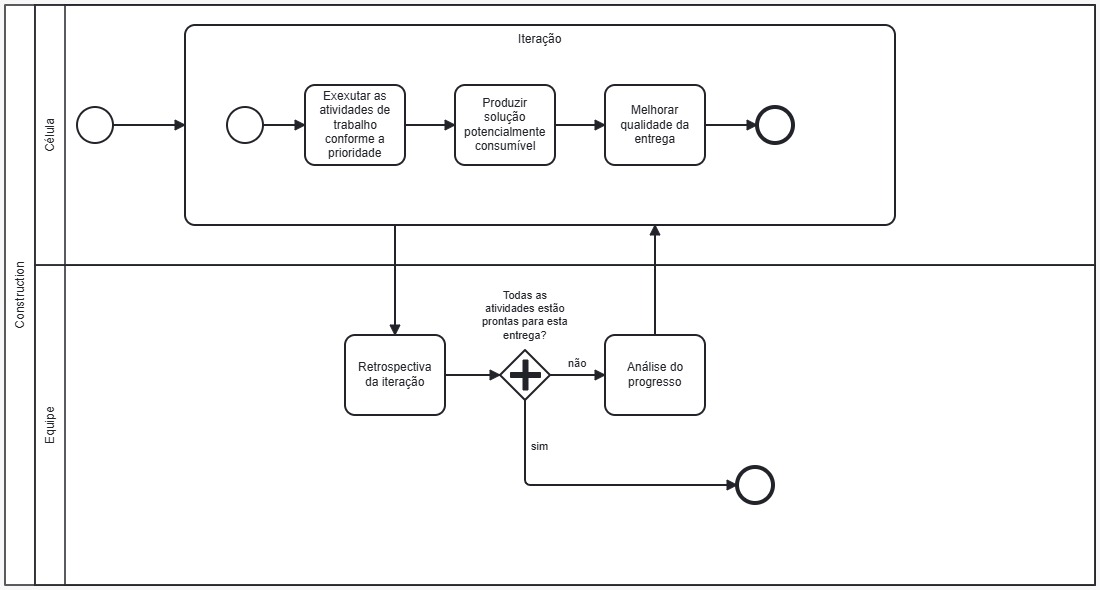 Construction
Célula
Iteração
Exexutar as
atividades de
trabalho
conforme a
prioridade
Produzir
solução
potencialmente
consumível
Melhorar
qualidade da
entrega
Equipe
Retrospectiva
da iteração
Todas as
atividades estão
prontas para esta
entrega?
não
Análise do
progresso
sim